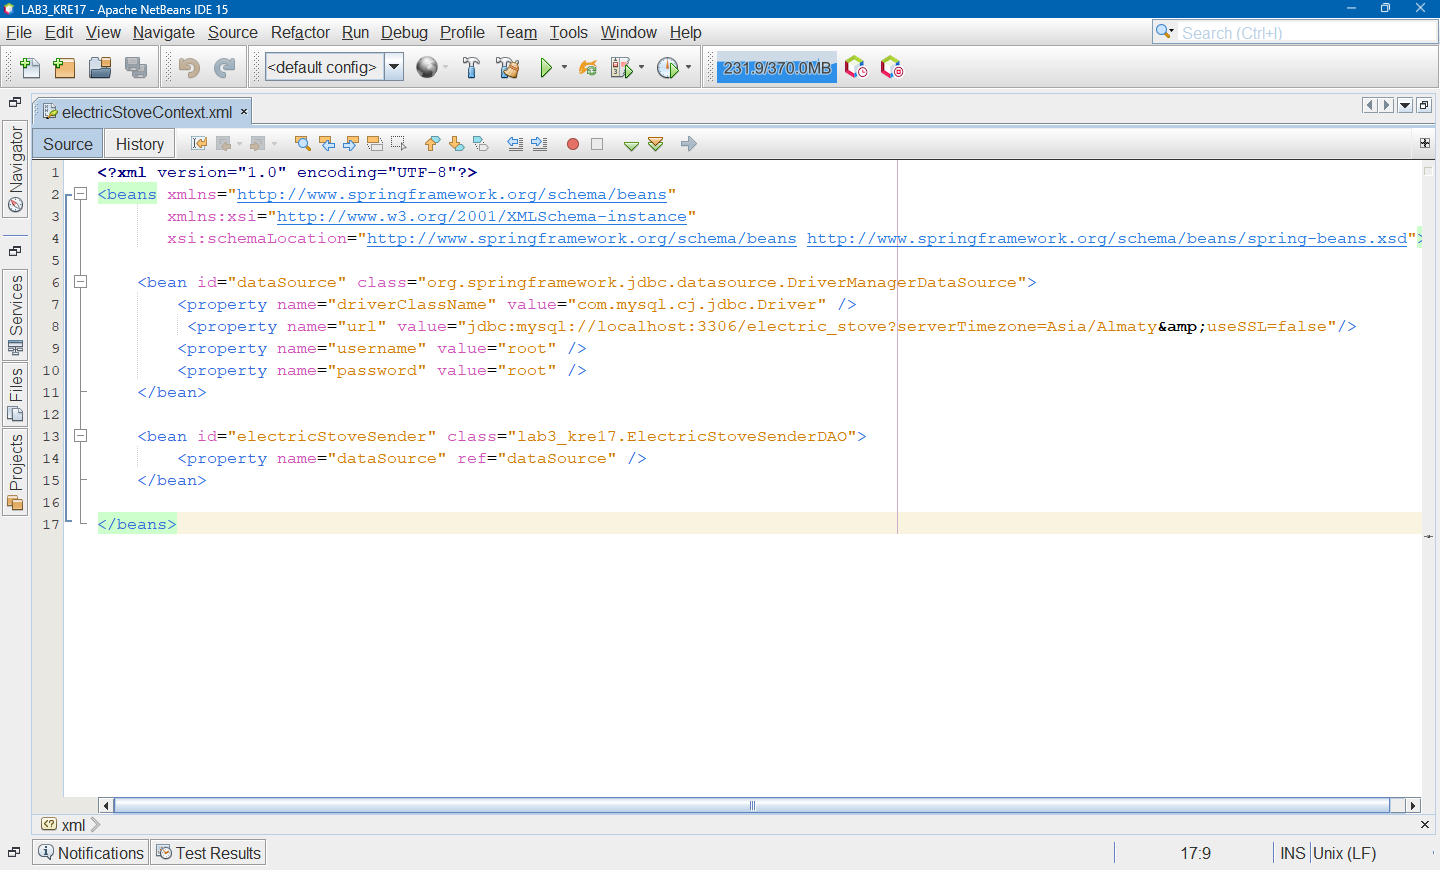 LAB3_KRE17 - Apache NetBeans IDE 15
File Edit View Navigate Source Refactor Run Debug Profile Team Tools Window Help
Search (Ctrl+I)
<default config>
231.9/370.0MB
electricStoveContext.xml
Source History
Navigator
Services
Files
Projects
1 <?xml version="1.0" encoding="UTF-8"?>
2 <beans xmlns="http://www.springframework.org/schema/beans"
3 xmlns:xsi="http://www.w3.org/2001/XMLSchema-instance"
4 xsi:schemaLocation="http://www.springframework.org/schema/beans http://www.springframework.org/schema/beans/spring-beans.xsd">
5
6 <bean id="dataSource" class="org.springframework.jdbc.datasource.DriverManagerDataSource">
7 <property name="driverClassName" value="com.mysql.cj.jdbc.Driver" />
8 <property name="url" value="jdbc:mysql://localhost:3306/electric_stove?serverTimezone=Asia/Almaty&amp;useSSL=false"/>
9 <property name="username" value="root" />
10 <property name="password" value="root" />
11 </bean>
12
13 <bean id="electricStoveSender" class="lab3_kre17.ElectricStoveSenderDAO">
14 <property name="dataSource" ref="dataSource" />
15 </bean>
16
17 </beans>
xml
Notifications Test Results
17:9 INS Unix (LF)